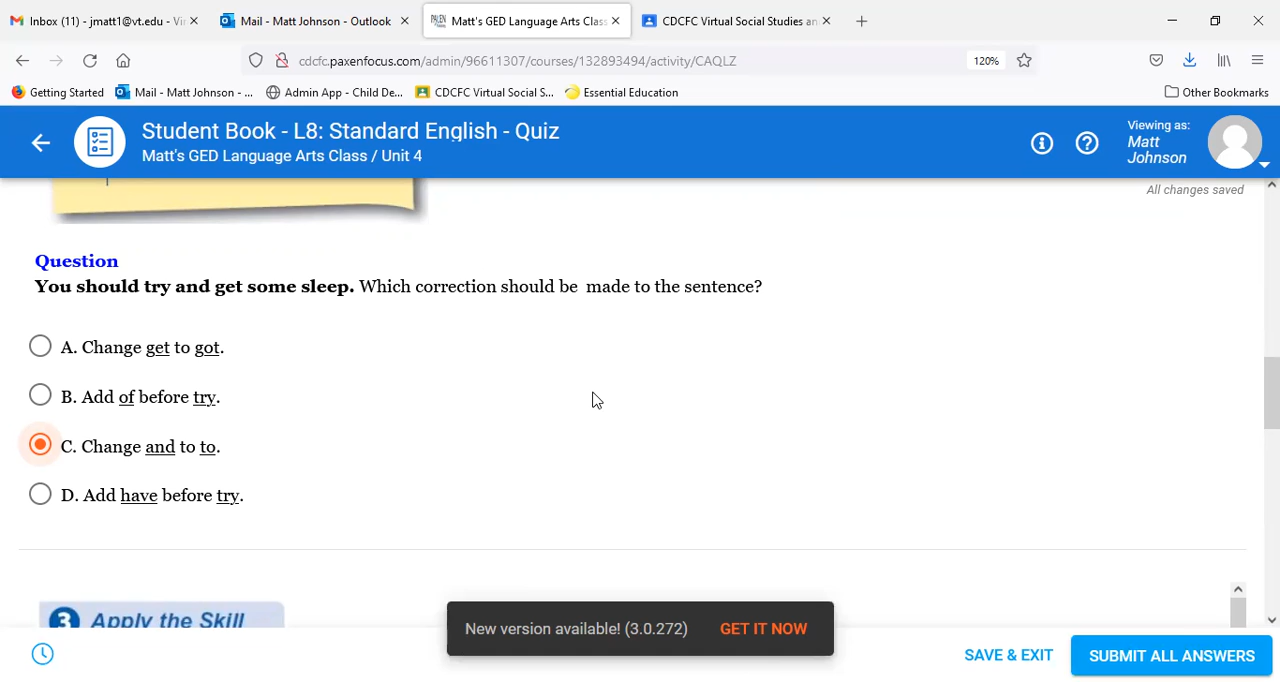 Inbox (11) - jmatt1@vt.edu - Vi
Mail - Matt Johnson - Outlook
PAXEN
Matt's GED Language Arts Class
CDCFC Virtual Social Studies an
cdcfc.paxenfocus.com/admin/96611307/courses/132893494/activity/CAQLZ
120%
Getting Started
Mail - Matt Johnson - ...
Admin App - Child De...
CDCFC Virtual Social S...
Essential Education
Other Bookmarks
Student Book - L8: Standard English - Quiz
Matt's GED Language Arts Class / Unit 4
Viewing as:
Matt
Johnson
All changes saved
Question
You should try and get some sleep. Which correction should be made to the sentence?
A. Change get to got.
B. Add of before try.
C. Change and to to.
D. Add have before try.
3 Apply the Skill
New version available! (3.0.272) GET IT NOW
SAVE & EXIT
SUBMIT ALL ANSWERS